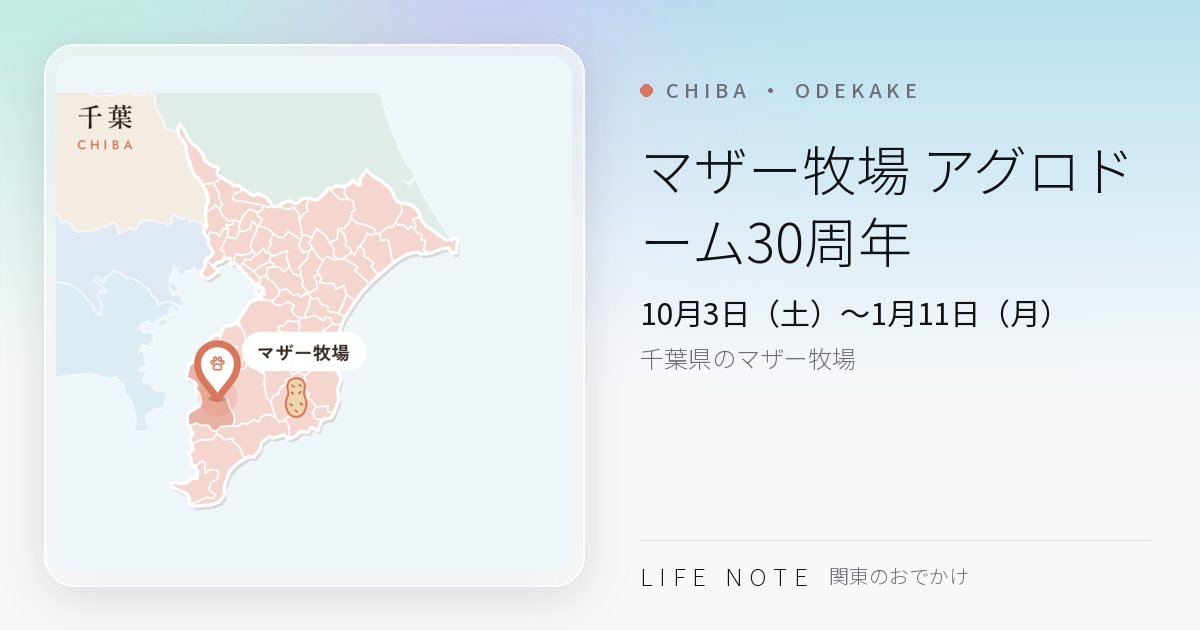 千葉
CHIBA
マザー牧場
CHIBA • ODEKAKE
マザー牧場 アグロド
ーム30周年
10月3日（土）〜1月11日（月）
千葉県のマザー牧場
LIFE NOTE 関東のおでかけ